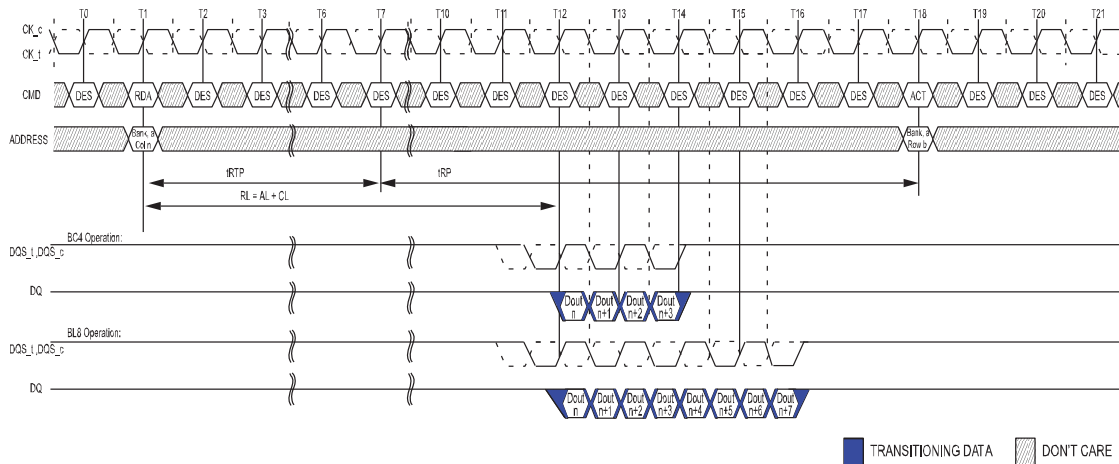 T0 T1 T2 T3 T6 T7 T10 T11 T12 T13 T14 T15 T16 T17 T18 T19 T20 T21
CK_c
CK_t
CMD DES RDA DES DES DES DES DES DES DES DES DES DES DES DES ACT DES DES DES
ADDRESS Bank, a Bank, a
Col n Row b
tRTP tRP
RL = AL + CL
BC4 Operation:
DQS_t ,DQS_c
DQ Dout Dout Dout Dout
n n+1 n+2 n+3
BL8 Operation:
DQS_t ,DQS_c
DQ Dout Dout Dout Dout Dout Dout Dout Dout
n n+1 n+2 n+3 n+4 n+5 n+6 n+7
TRANSITIONING DATA DON'T CARE